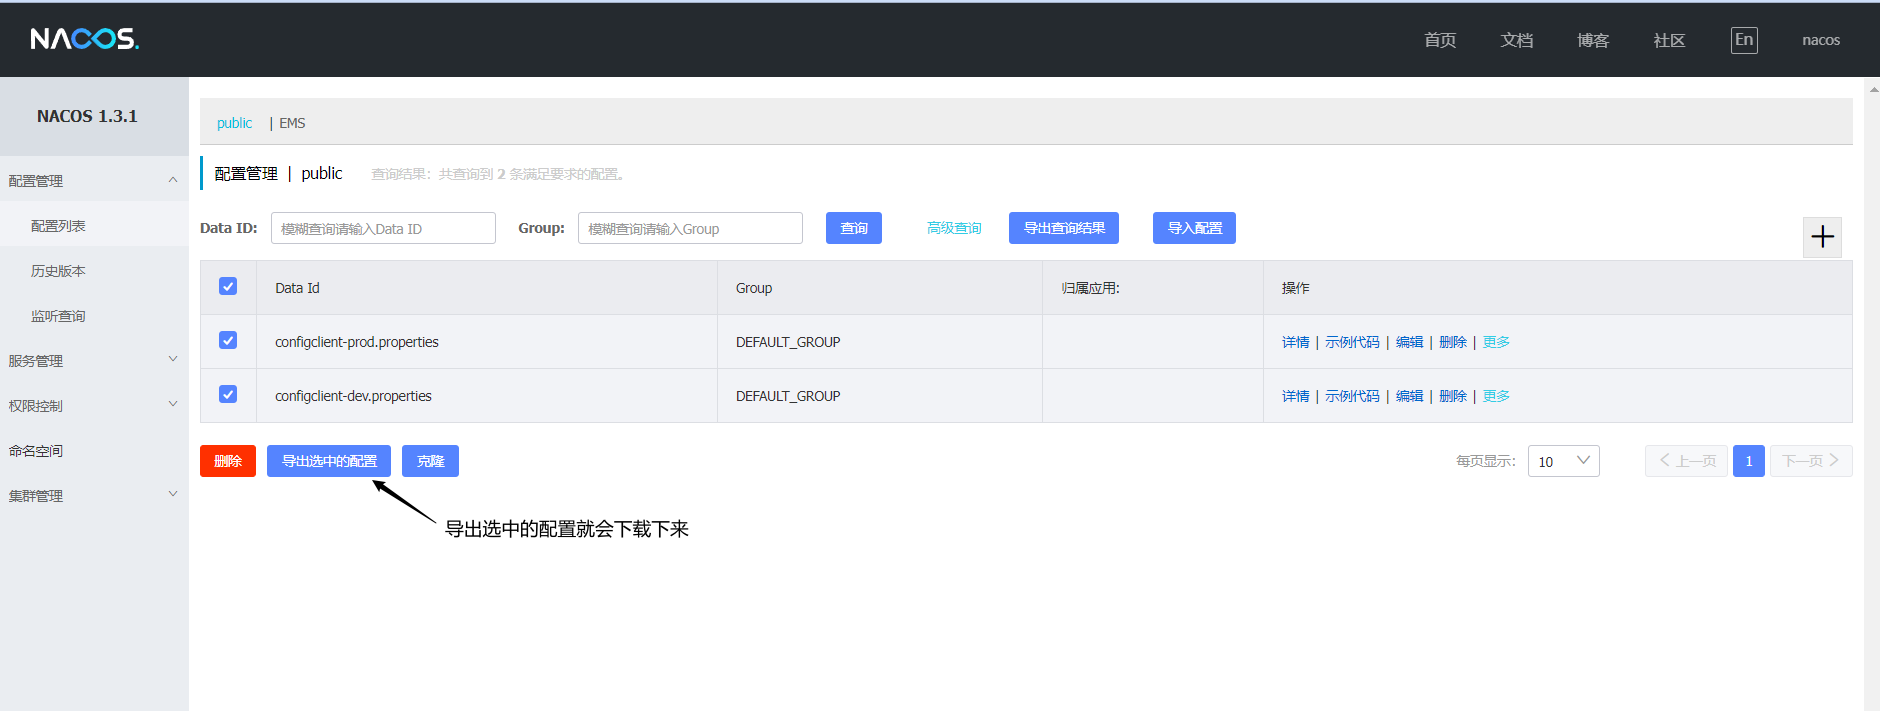 NACOS.
首页 文档 博客 社区 En nacos
NACOS 1.3.1
配置管理
配置列表
历史版本
监听查询
服务管理
权限控制
命名空间
集群管理
public | EMS
配置管理 | public 查询结果：共查询到 2 条满足要求的配置。
Data ID: 模糊查询请输入Data ID Group: 模糊查询请输入Group 查询 高级查询 导出查询结果 导入配置
Data Id Group 归属应用: 操作
configclient-prod.properties DEFAULT_GROUP 详情 | 示例代码 | 编辑 | 删除 | 更多
configclient-dev.properties DEFAULT_GROUP 详情 | 示例代码 | 编辑 | 删除 | 更多
删除 导出选中的配置 克隆 每页显示: 10 上一页 1 下一页
导出选中的配置就会下载下来